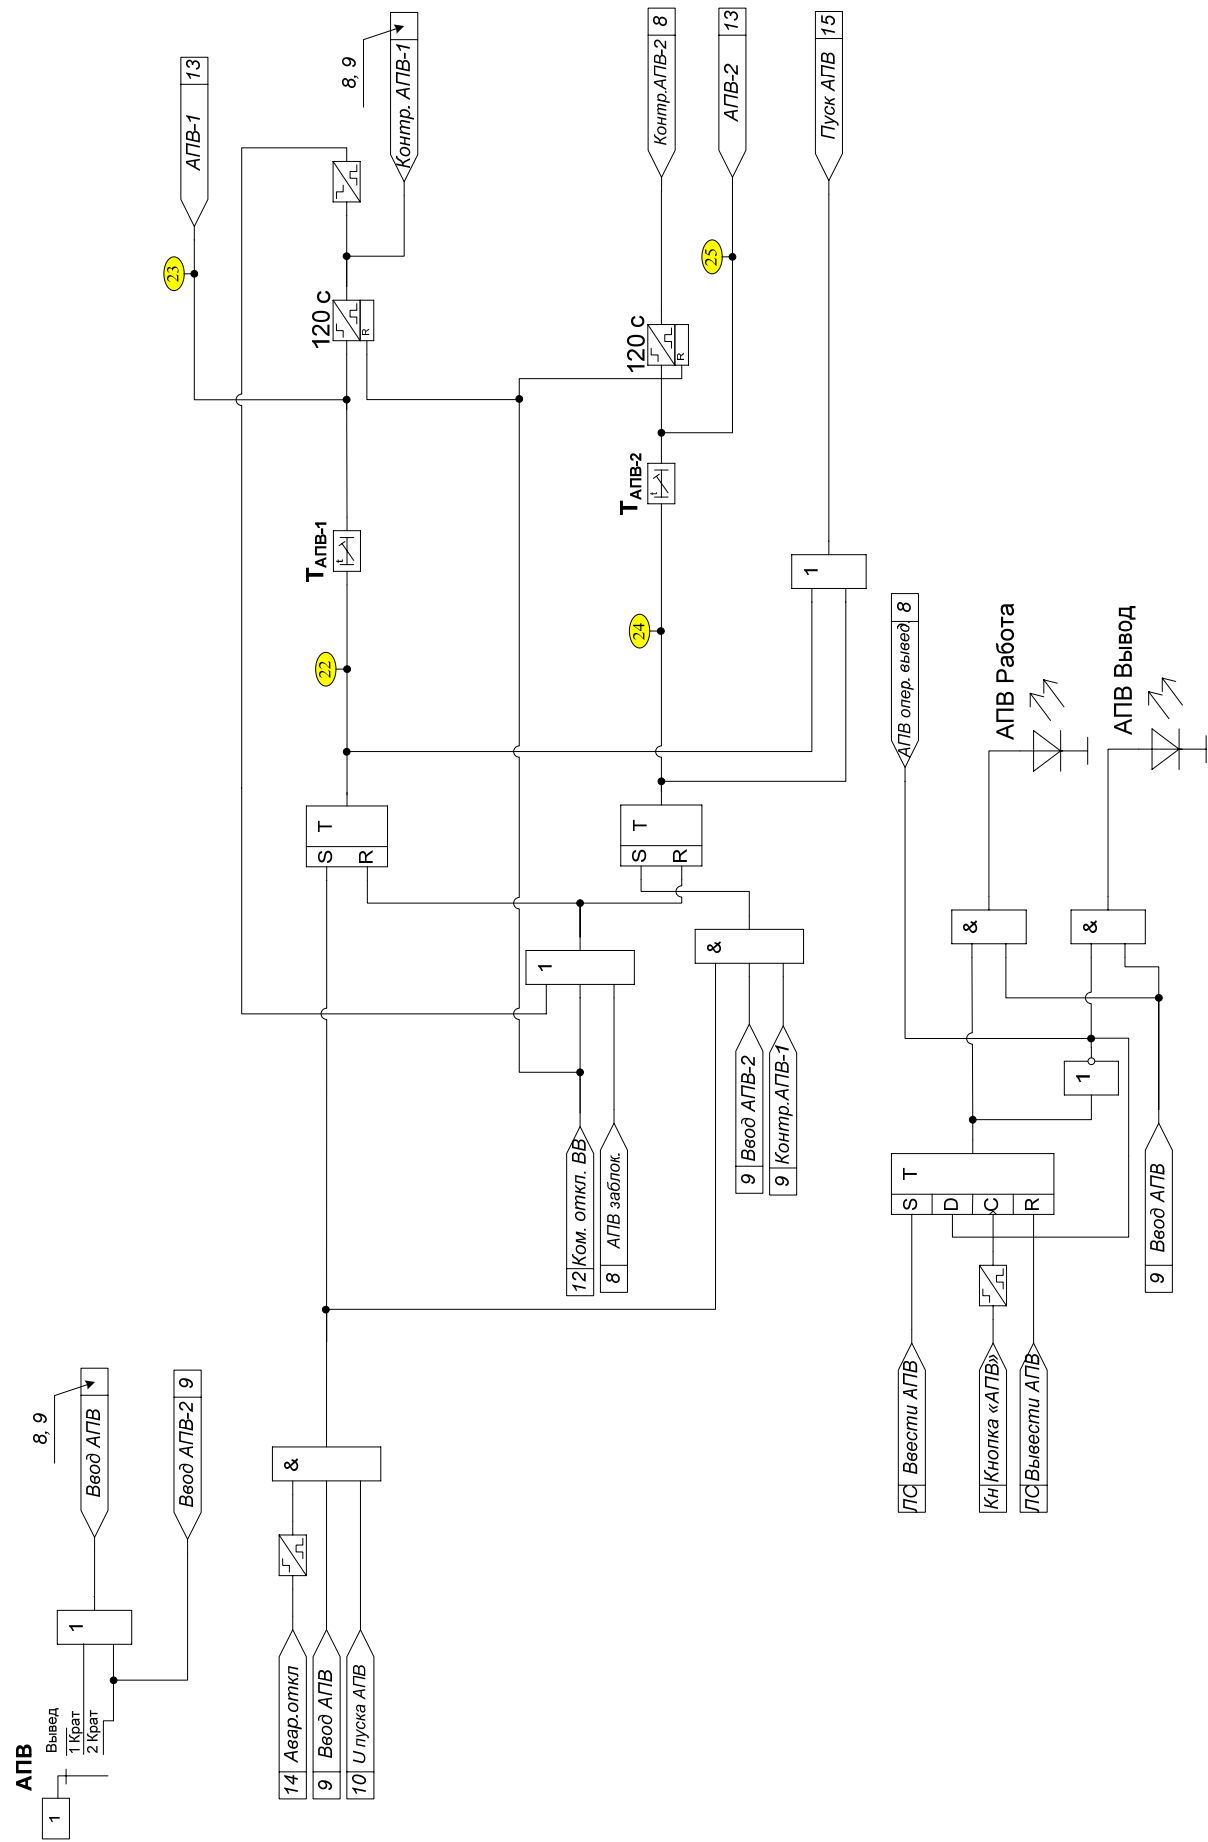 АПВ
1
Вывед
1 Крат
2 Крат
1
Ввод АПВ
8, 9
Ввод АПВ-2 9
14 Авар.откл
9 Ввод АПВ
10 U пуска АПВ
&
12 Ком. откл. ВВ
8 АПВ заблок.
1
9 Ввод АПВ-2
9 Контр.АПВ-1
&
S T
R
22
TАПВ-1
120 с
R
23
АПВ-1 13
8, 9
Контр. АПВ-1
S T
R
24
TАПВ-2
120 с
R
Контр.АПВ-2 8
25
АПВ-2 13
1
Пуск АПВ 15
ЛС Ввести АПВ
Кн Кнопка «АПВ»
ЛС Вывести АПВ
S T
D
C
R
1
9 Ввод АПВ
&
&
АПВ опер. вывед. 8
АПВ Работа
АПВ Вывод